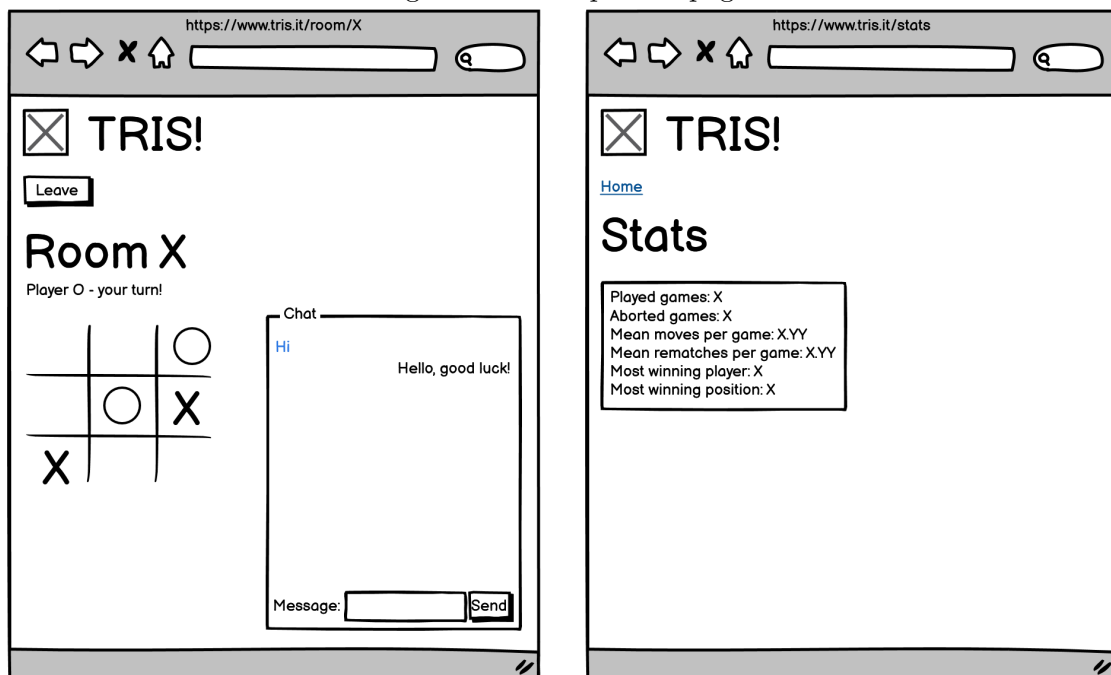 https://www.tris.it/room/X
TRIS!
Leave
Room X
Player O - your turn!
O
O X
X
Chat
Hi
Hello, good luck!
Message: Send
https://www.tris.it/stats
TRIS!
Home
Stats
Played games: X
Aborted games: X
Mean moves per game: X.YY
Mean rematches per game: X.YY
Most winning player: X
Most winning position: X